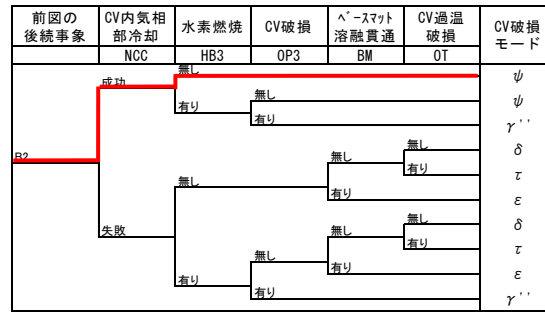 前図の 後続事象
CV内気相部冷却
水素燃焼
CV破損
ベースマット溶融貫通
CV過温破損
CV破損モード
NCC
HB3
OP3
BM
OT
無し
ψ
成功
有り
無し
ψ
有り
γ''
B2
無し
δ
無し
有り
τ
無し
有り
ε
失敗
無し
δ
無し
有り
τ
無し
有り
ε
有り
有り
γ''